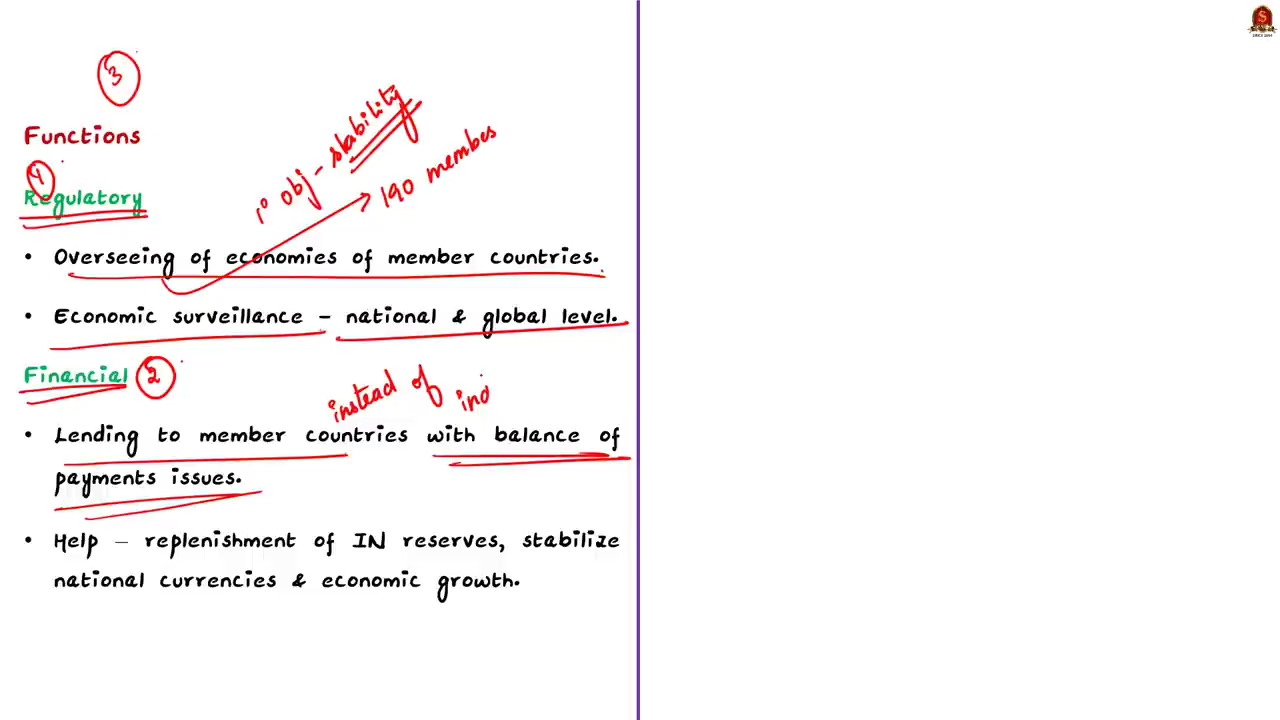 3
Functions
1
Regulatory
1° obj - stability
190 membes
• Overseeing of economies of member countries.
• Economic surveillance - national & global level.
Financial 2
instead of ind
• Lending to member countries with balance of
payments issues.
• Help – replenishment of IN reserves, stabilize
national currencies & economic growth.